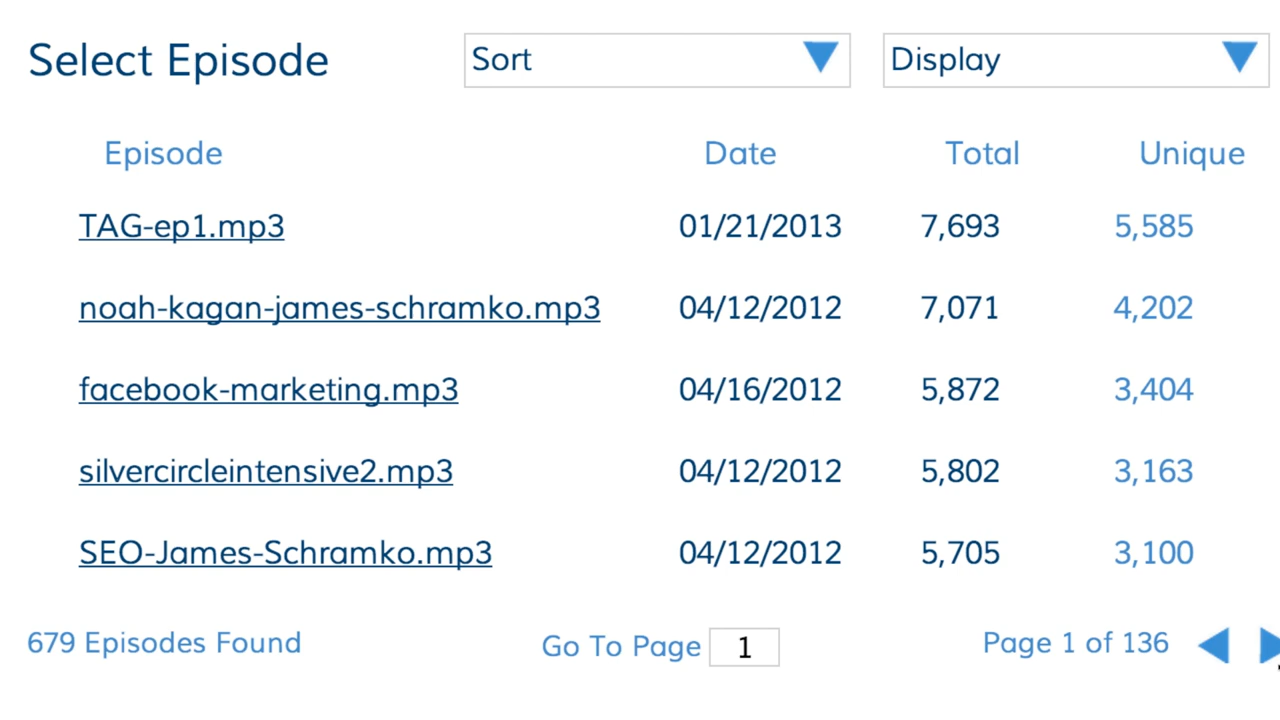 Select Episode Sort Display
Episode Date Total Unique
TAG-ep1.mp3 01/21/2013 7,693 5,585
noah-kagan-james-schramko.mp3 04/12/2012 7,071 4,202
facebook-marketing.mp3 04/16/2012 5,872 3,404
silvercircleintensive2.mp3 04/12/2012 5,802 3,163
SEO-James-Schramko.mp3 04/12/2012 5,705 3,100
679 Episodes Found Go To Page 1 Page 1 of 136